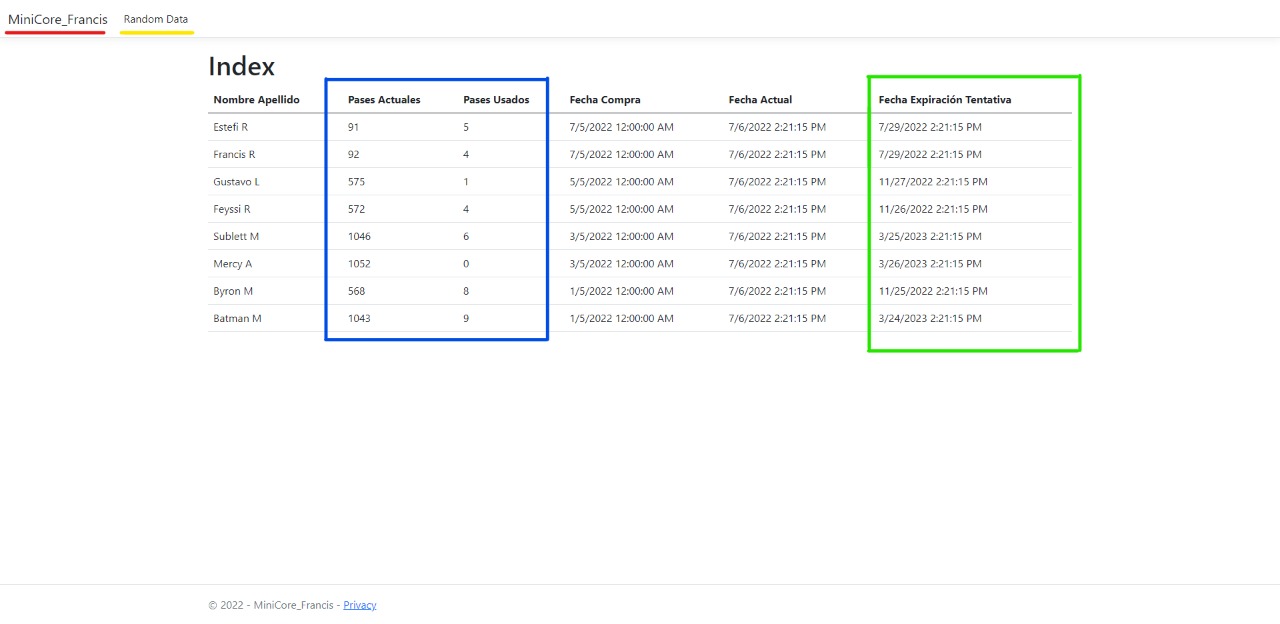 MiniCore_Francis Random Data
Index
Nombre Apellido Pases Actuales Pases Usados Fecha Compra Fecha Actual Fecha Expiración Tentativa
Estefi R 91 5 7/5/2022 12:00:00 AM 7/6/2022 2:21:15 PM 7/29/2022 2:21:15 PM
Francis R 92 4 7/5/2022 12:00:00 AM 7/6/2022 2:21:15 PM 7/29/2022 2:21:15 PM
Gustavo L 575 1 5/5/2022 12:00:00 AM 7/6/2022 2:21:15 PM 11/27/2022 2:21:15 PM
Feyssi R 572 4 5/5/2022 12:00:00 AM 7/6/2022 2:21:15 PM 11/26/2022 2:21:15 PM
Sublett M 1046 6 3/5/2022 12:00:00 AM 7/6/2022 2:21:15 PM 3/25/2023 2:21:15 PM
Mercy A 1052 0 3/5/2022 12:00:00 AM 7/6/2022 2:21:15 PM 3/26/2023 2:21:15 PM
Byron M 568 8 1/5/2022 12:00:00 AM 7/6/2022 2:21:15 PM 11/25/2022 2:21:15 PM
Batman M 1043 9 1/5/2022 12:00:00 AM 7/6/2022 2:21:15 PM 3/24/2023 2:21:15 PM
© 2022 - MiniCore_Francis - Privacy